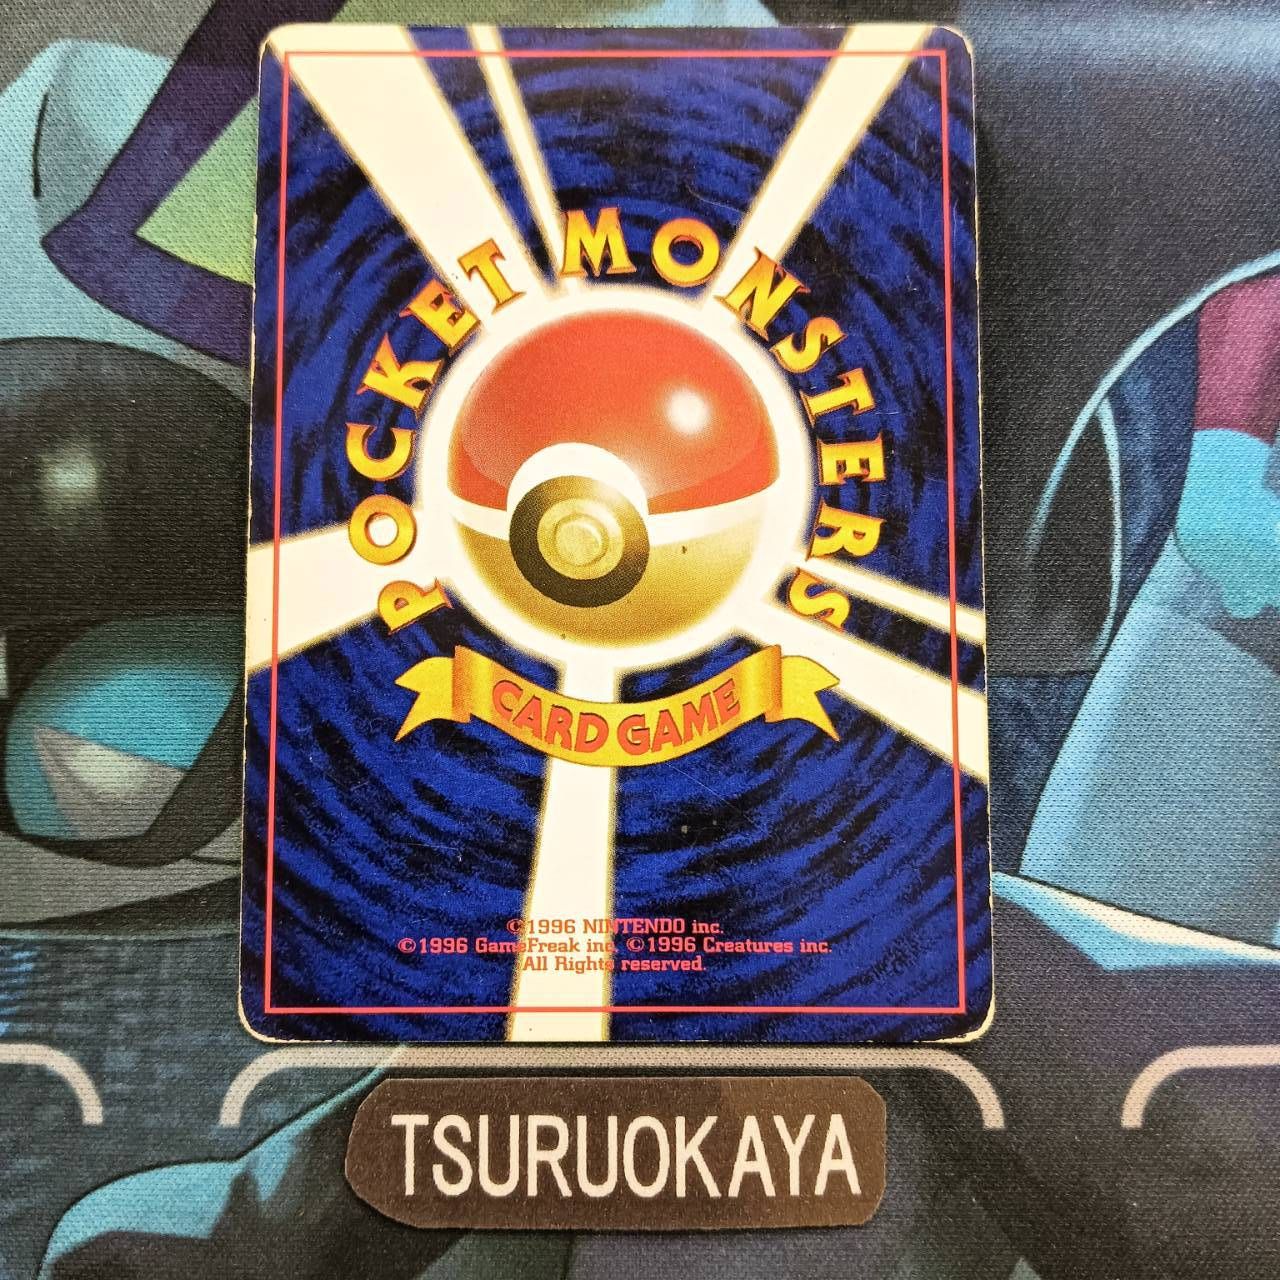 POCKET MONSTERS
CARD GAME
©1996 NINTENDO inc.
©1996 GameFreak inc. ©1996 Creatures inc.
All Rights reserved.
TSURUOKAYA